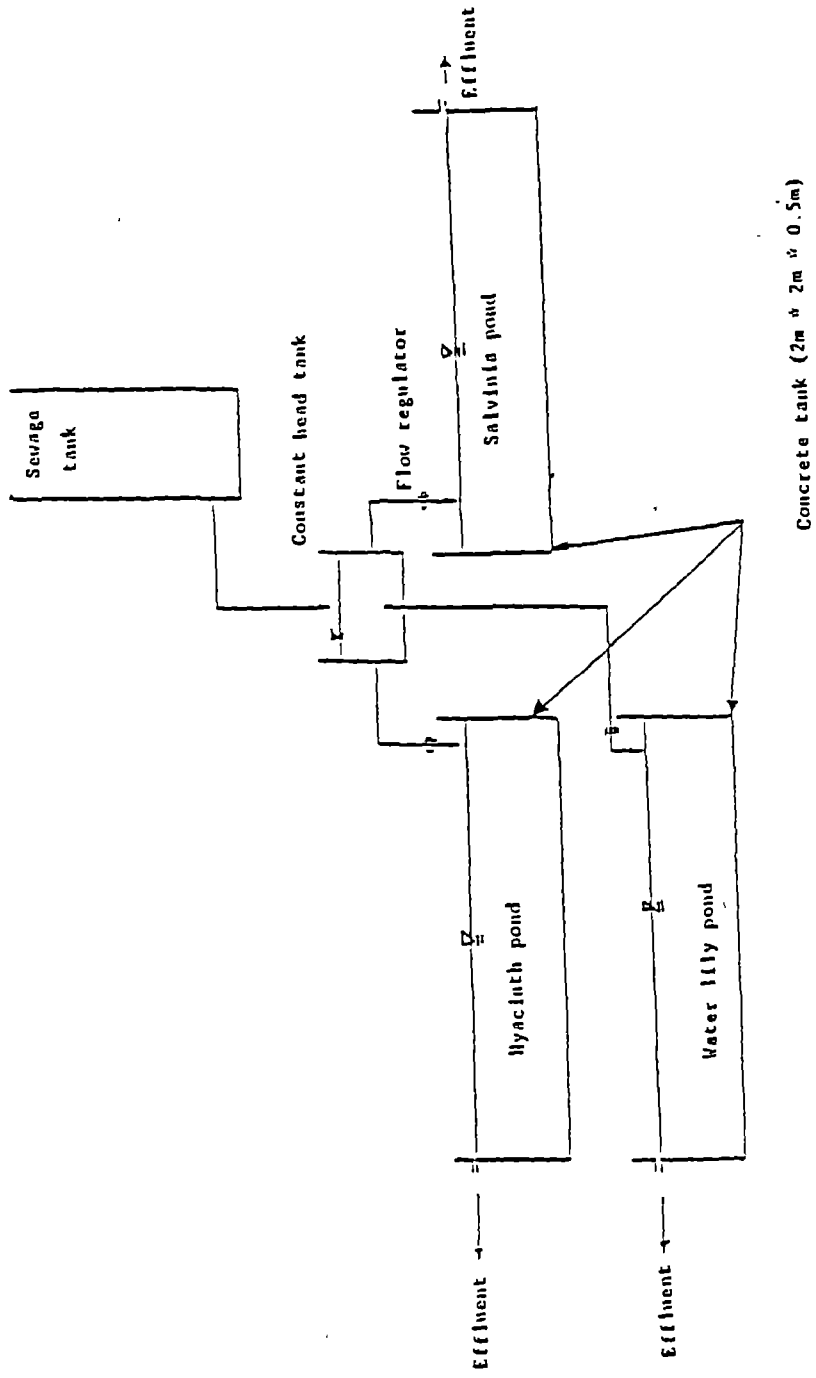 Sewage
tank
Constant head tank
Flow regulator
Effluent
Salvinia pond
Hyacinth pond
Water lily pond
Effluent
Effluent
Concrete tank (2m * 2m * 0.5m)